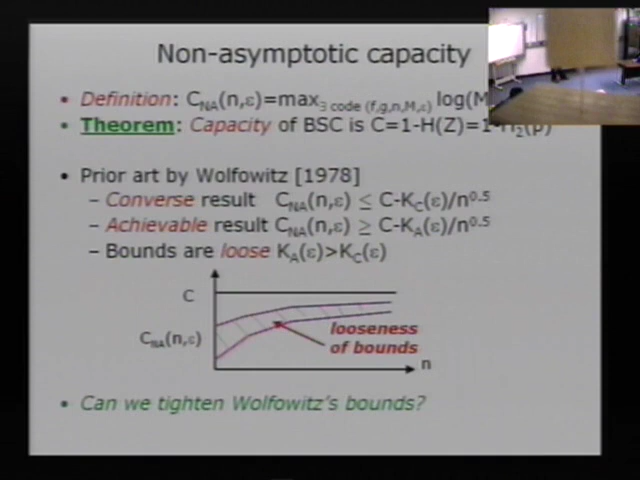 Non-asymptotic capacity
• Definition: C_NA(n,ε)=max_∃ code (f,g,n,M,ε) log(M
• Theorem: Capacity of BSC is C=1-H(Z)=1-H₂(p)
• Prior art by Wolfowitz [1978]
– Converse result C_NA(n,ε) ≤ C-K_C(ε)/n^0.5
– Achievable result C_NA(n,ε) ≥ C-K_A(ε)/n^0.5
– Bounds are loose K_A(ε)>K_C(ε)
C
C_NA(n,ε)
looseness
of bounds
n
• Can we tighten Wolfowitz's bounds?